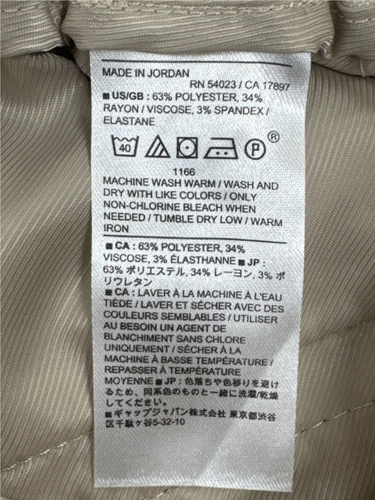 MADE IN JORDAN
RN 54023 / CA 17897
■ US/GB : 63% POLYESTER, 34%
RAYON / VISCOSE, 3% SPANDEX /
ELASTANE
40 P ®
1166
MACHINE WASH WARM / WASH AND
DRY WITH LIKE COLORS / ONLY
NON-CHLORINE BLEACH WHEN
NEEDED / TUMBLE DRY LOW / WARM
IRON
■ CA : 63% POLYESTER, 34%
VISCOSE, 3% ÉLASTHANNE ■ JP :
63% ポリエステル, 34% レーヨン, 3% ポ
リウレタン
■ CA : LAVER À LA MACHINE À L'EAU
TIÈDE / LAVER ET SÉCHER AVEC DES
COULEURS SEMBLABLES / UTILISER
AU BESOIN UN AGENT DE
BLANCHIMENT SANS CHLORE
UNIQUEMENT / SÉCHER À LA
MACHINE À BASSE TEMPÉRATURE /
REPASSER À TEMPÉRATURE
MOYENNE ■ JP : 色落ちや色移りを避け
るため、同系色のものと一緒に洗濯/乾燥
してください。
■ ギャップジャパン株式会社 東京都渋谷
区千駄ヶ谷5-32-10